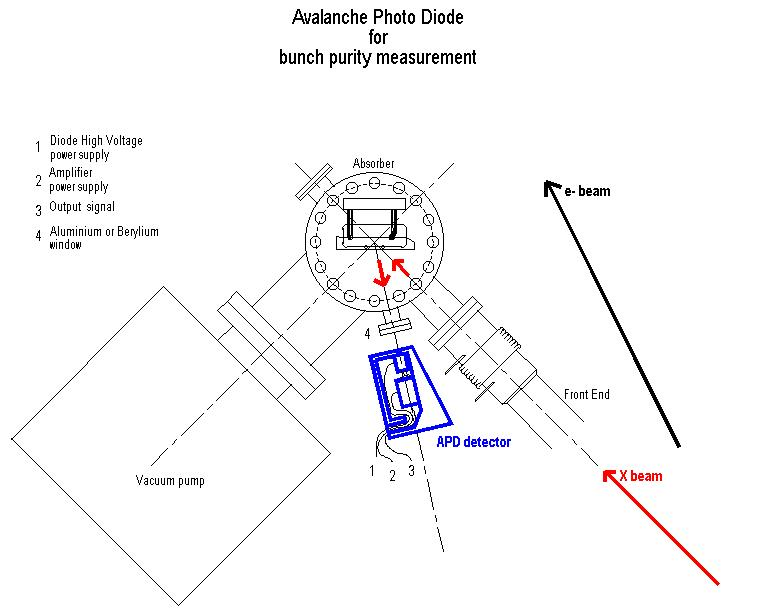 Avalanche Photo Diode
for
bunch purity measurement
1 Diode High Voltage
power supply
2 Amplifier
power supply
3 Output signal
4 Aluminium or Berylium
window
Absorber
e- beam
4
Front End
APD detector
1 2 3
Vacuum pump
X beam